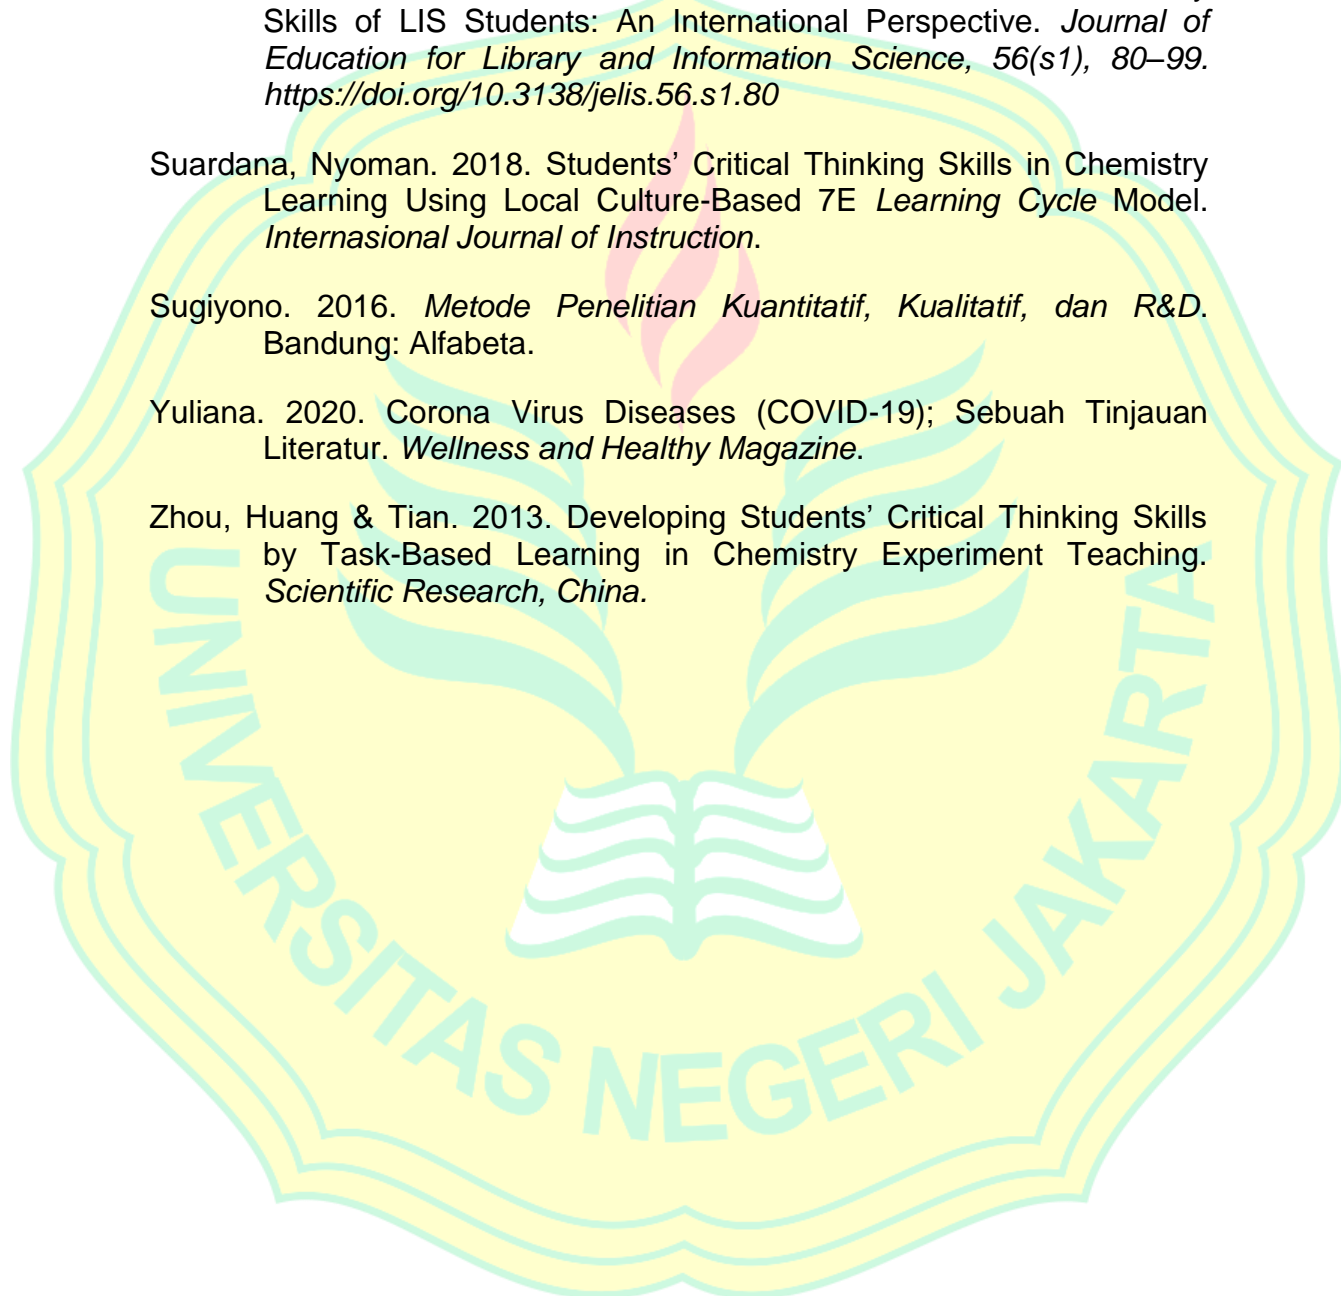 Skills of LIS Students: An International Perspective. Journal of
Education for Library and Information Science, 56(s1), 80–99.
https://doi.org/10.3138/jelis.56.s1.80
Suardana, Nyoman. 2018. Students’ Critical Thinking Skills in Chemistry
Learning Using Local Culture-Based 7E Learning Cycle Model.
Internasional Journal of Instruction.
Sugiyono. 2016. Metode Penelitian Kuantitatif, Kualitatif, dan R&D.
Bandung: Alfabeta.
Yuliana. 2020. Corona Virus Diseases (COVID-19); Sebuah Tinjauan
Literatur. Wellness and Healthy Magazine.
Zhou, Huang & Tian. 2013. Developing Students’ Critical Thinking Skills
by Task-Based Learning in Chemistry Experiment Teaching.
Scientific Research, China.
UNIVERSITAS NEGERI JAKARTA